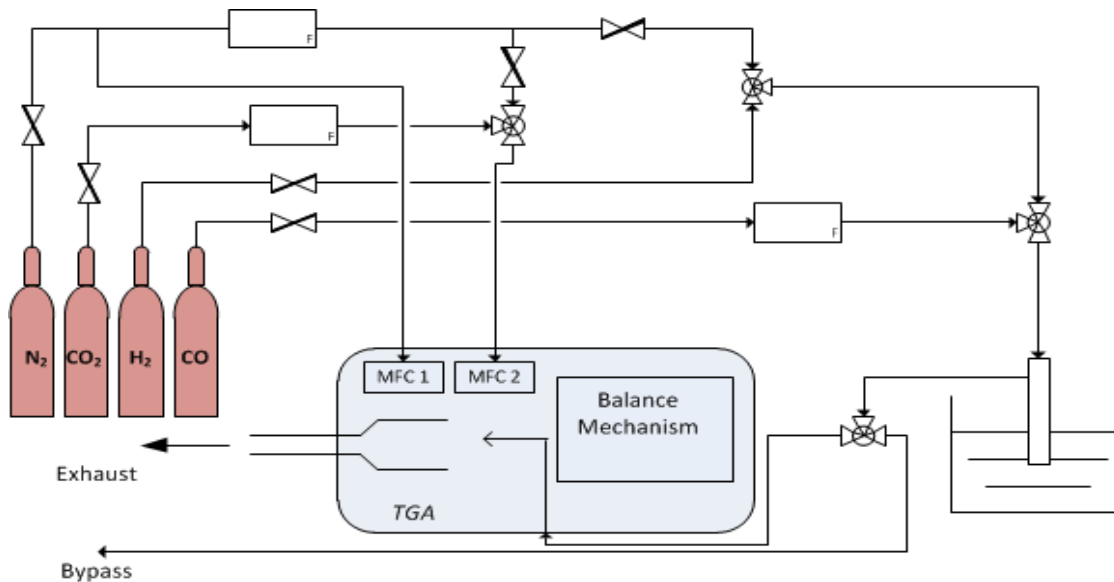 F
F
F
N₂
CO₂
H₂
CO
MFC 1
MFC 2
Balance
Mechanism
Exhaust
TGA
Bypass